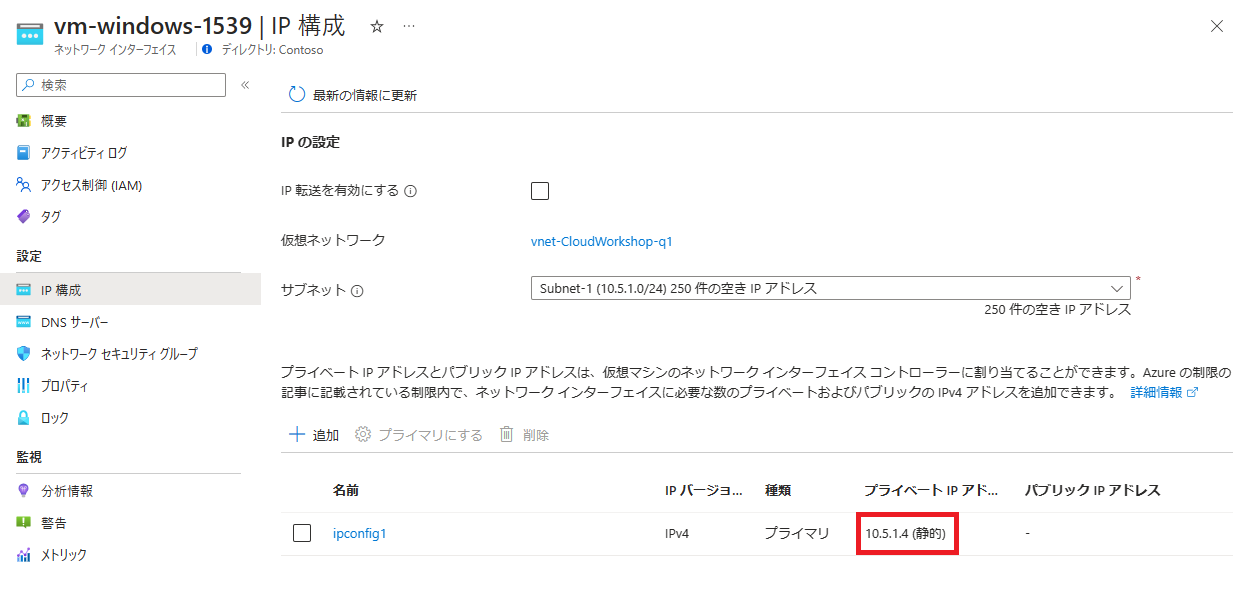 vm-windows-1539 | IP 構成 ☆ …
ネットワーク インターフェイス
ディレクトリ: Contoso
検索
«
概要
アクティビティ ログ
アクセス制御 (IAM)
タグ
設定
IP 構成
DNS サーバー
ネットワーク セキュリティ グループ
プロパティ
ロック
監視
分析情報
警告
メトリック
最新の情報に更新
IP の設定
IP 転送を有効にする
仮想ネットワーク
vnet-CloudWorkshop-q1
サブネット
Subnet-1 (10.5.1.0/24) 250 件の空き IP アドレス
*
250 件の空き IP アドレス
プライベート IP アドレスとパブリック IP アドレスは、仮想マシンのネットワーク インターフェイス コントローラーに割り当てることができます。Azure の制限の
記事に記載されている制限内で、ネットワーク インターフェイスに必要な数のプライベートおよびパブリックの IPv4 アドレスを追加できます。 詳細情報
追加 プライマリにする 削除
名前 IP バージョ... 種類 プライベート IP アド... パブリック IP アドレス
ipconfig1 IPv4 プライマリ 10.5.1.4 (静的) -